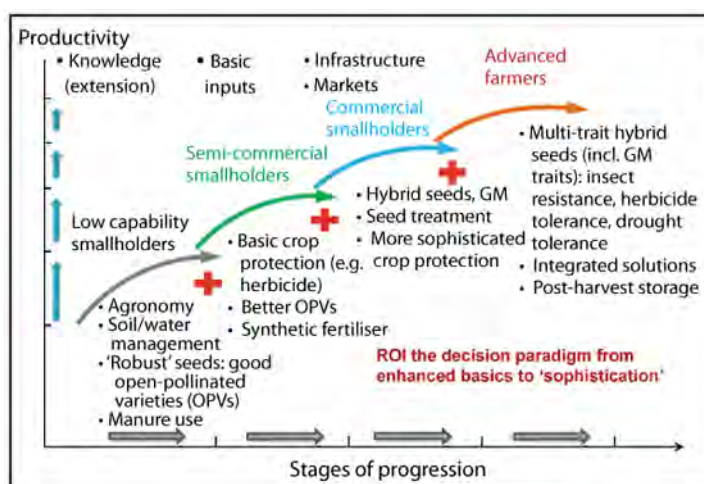 Productivity
• Knowledge
(extension)
• Basic
inputs
• Infrastructure
• Markets
Advanced
farmers
Commercial
smallholders
Semi-commercial
smallholders
Low capability
smallholders
• Agronomy
• Soil/water
management
• 'Robust' seeds: good
open-pollinated
varieties (OPVs)
• Manure use
• Basic crop
protection (e.g.
herbicide)
• Better OPVs
• Synthetic fertiliser
• Hybrid seeds, GM
• Seed treatment
• More sophisticated
crop protection
• Multi-trait hybrid
seeds (incl. GM
traits): insect
resistance, herbicide
tolerance, drought
tolerance
• Integrated solutions
• Post-harvest storage
ROI the decision paradigm from
enhanced basics to 'sophistication'
Stages of progression